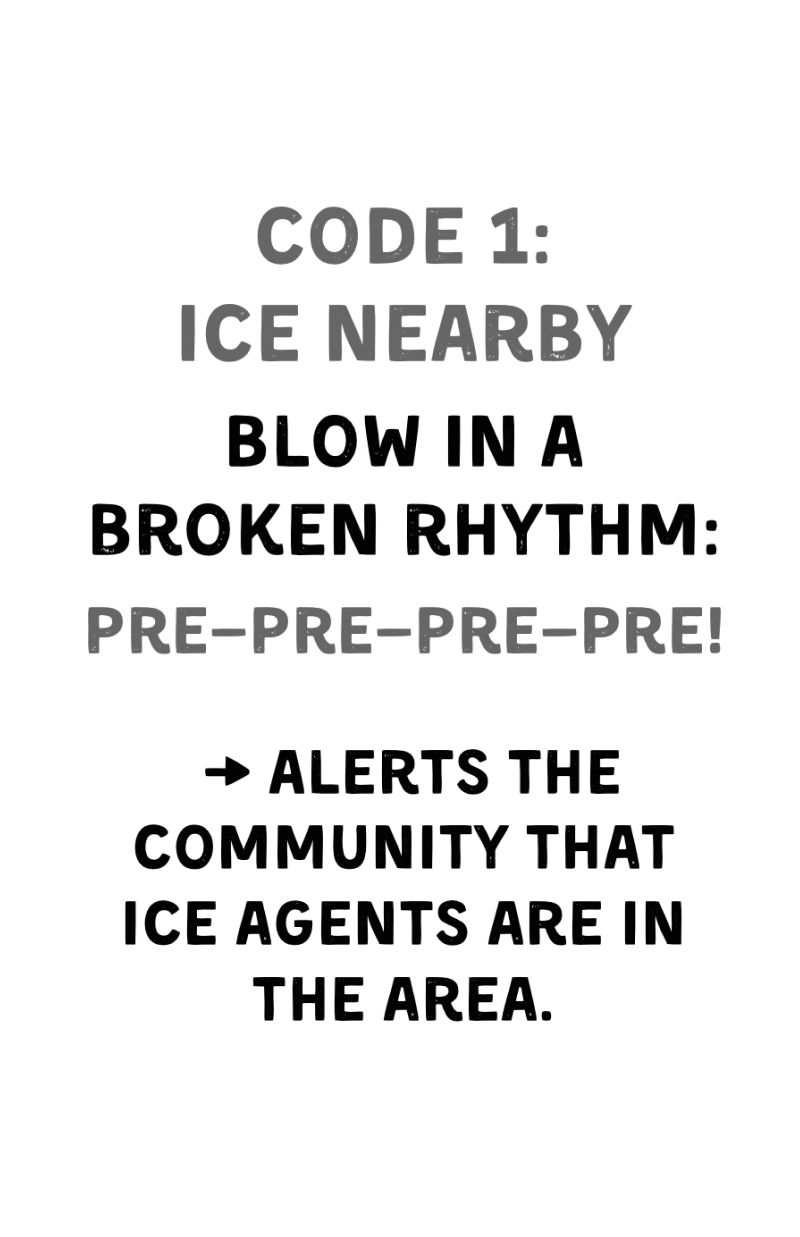 CODE 1:
ICE NEARBY
BLOW IN A
BROKEN RHYTHM:
PRE–PRE–PRE–PRE!
→ ALERTS THE
COMMUNITY THAT
ICE AGENTS ARE IN
THE AREA.